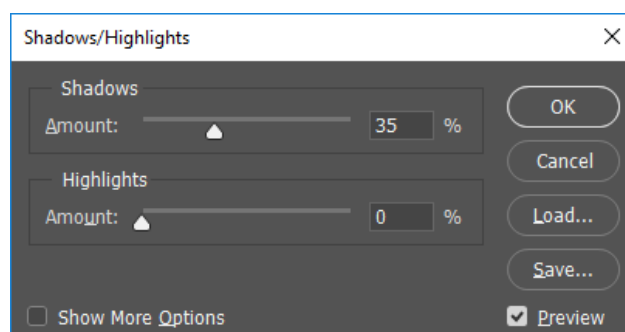 Shadows/Highlights
Shadows
Amount: 35 %
Highlights
Amount: 0 %
Show More Options
OK
Cancel
Load...
Save...
Preview